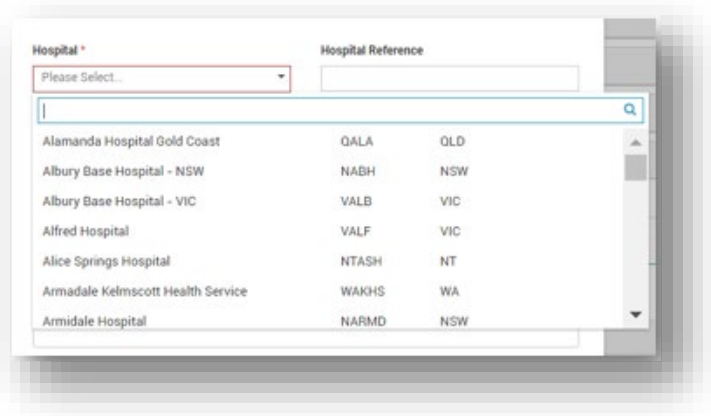 Hospital * Hospital Reference
Please Select...
Alamanda Hospital Gold Coast QALA QLD
Albury Base Hospital - NSW NABH NSW
Albury Base Hospital - VIC VALB VIC
Alfred Hospital VALF VIC
Alice Springs Hospital NTASH NT
Armadale Kelmscott Health Service WAKHS WA
Armidale Hospital NARMD NSW